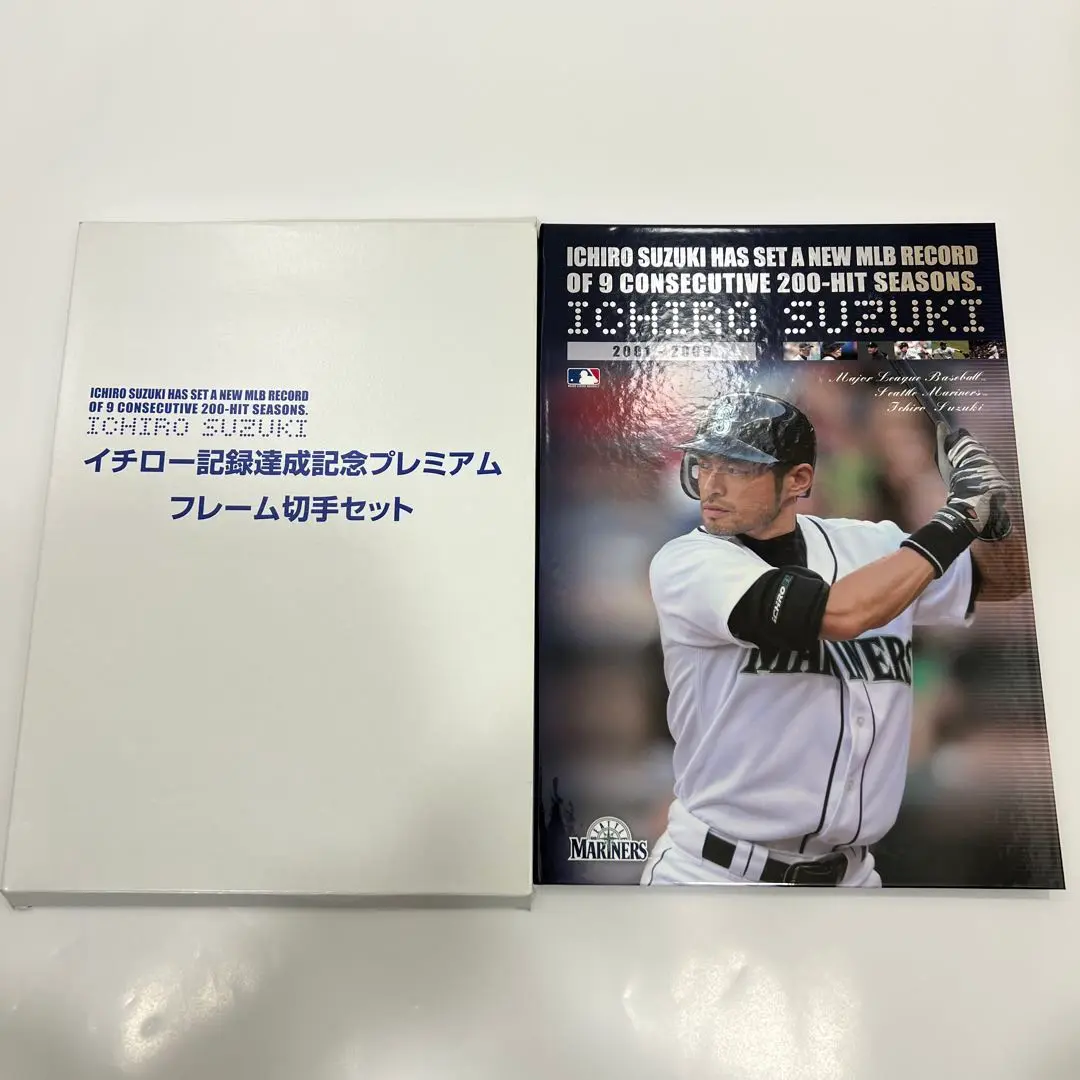 ICHIRO SUZUKI HAS SET A NEW MLB RECORD
OF 9 CONSECUTIVE 200-HIT SEASONS.
ICHIRO SUZUKI
イチロー記録達成記念プレミアム
フレーム切手セット
ICHIRO SUZUKI HAS SET A NEW MLB RECORD
OF 9 CONSECUTIVE 200-HIT SEASONS.
ICHIRO SUZUKI
2001 - 2009
Major League Baseball
Seattle Mariners
Ichiro Suzuki
ICHIRO
MARINERS
MARINERS